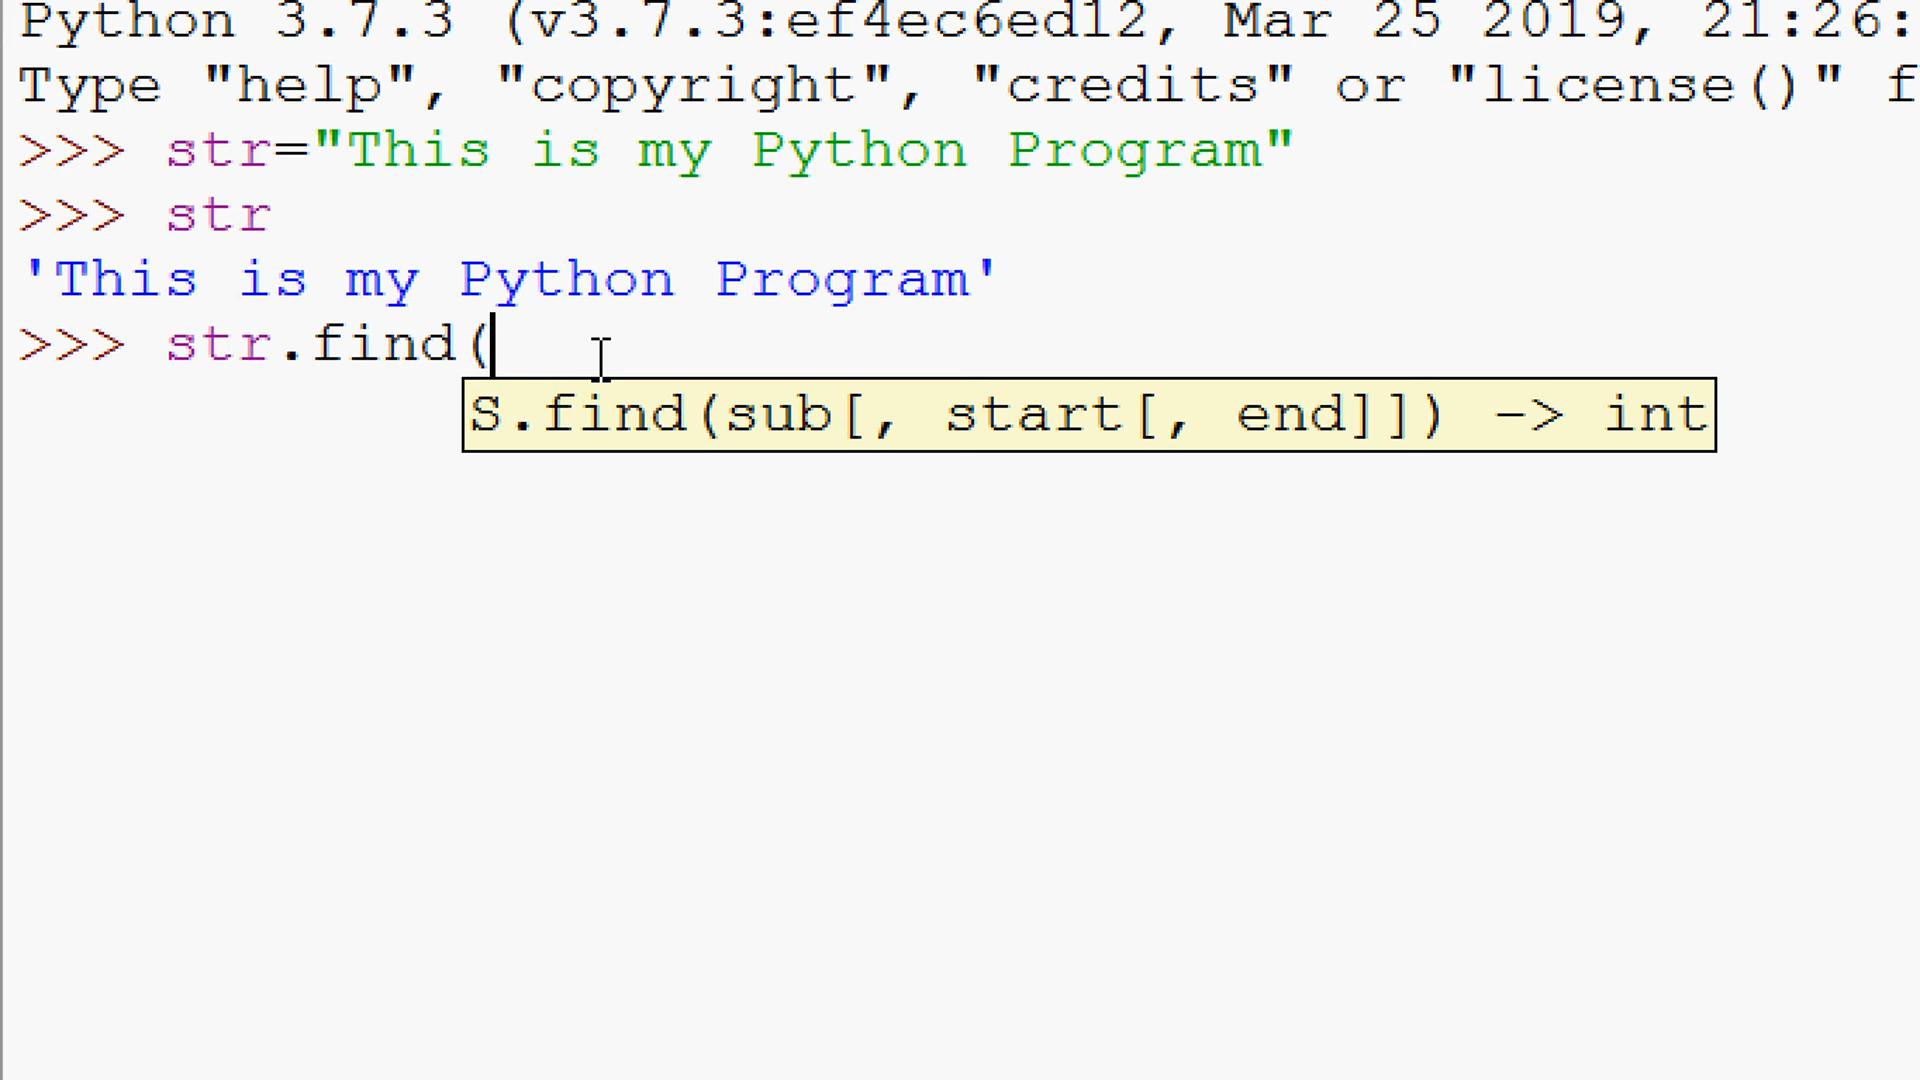 Python 3.7.3 (v3.7.3:ef4ec6ed12, Mar 25 2019, 21:26:
Type "help", "copyright", "credits" or "license()" f
>>> str="This is my Python Program"
>>> str
'This is my Python Program'
>>> str.find(
S.find(sub[, start[, end]]) -> int